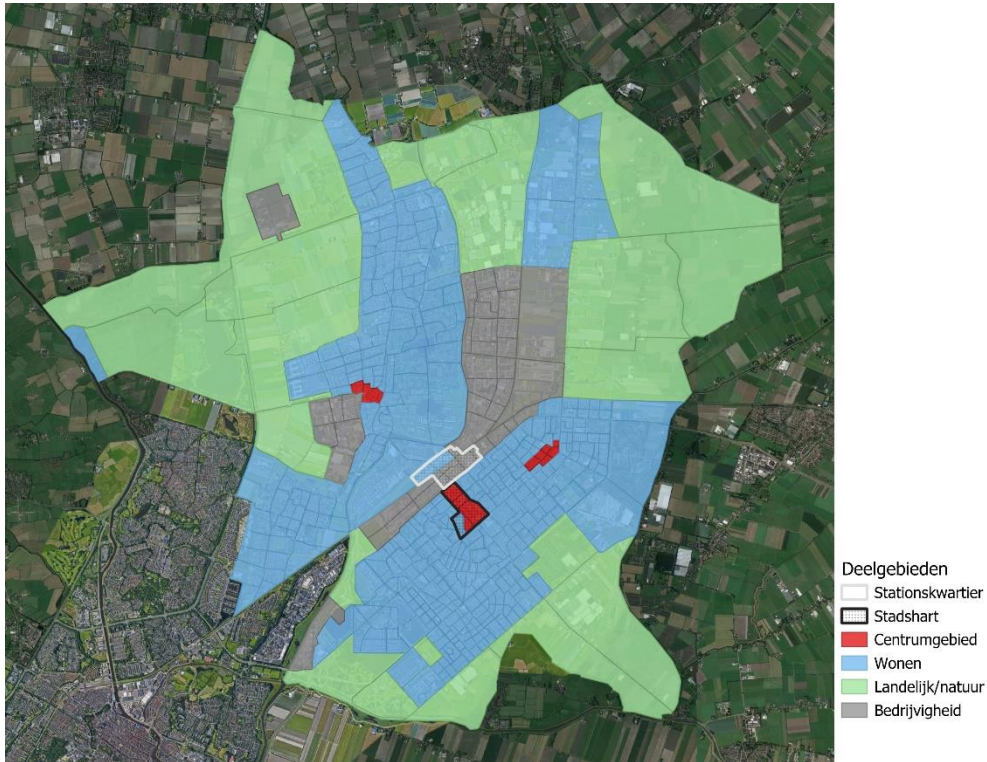 Deelgebieden
Stationskwartier
Stadshart
Centrumgebied
Wonen
Landelijk/natuur
Bedrijvigheid